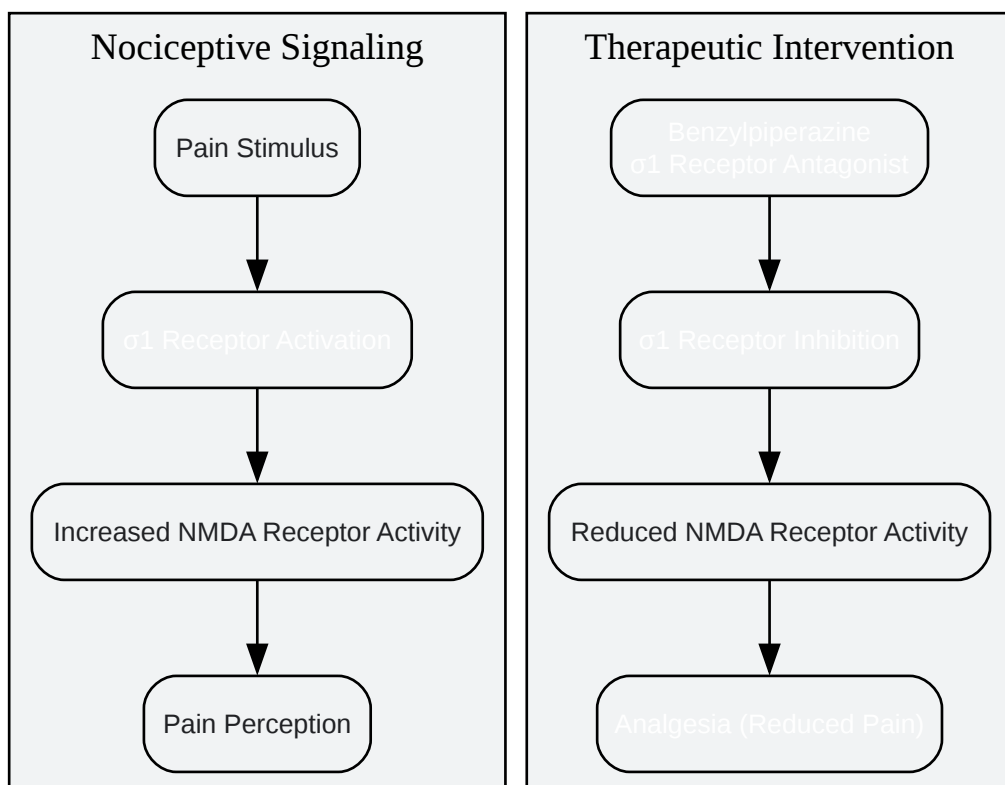 Nociceptive Signaling
Pain Stimulus
σ1 Receptor Activation
Increased NMDA Receptor Activity
Pain Perception
Therapeutic Intervention
Benzylpiperazine
σ1 Receptor Antagonist
σ1 Receptor Inhibition
Reduced NMDA Receptor Activity
Analgesia (Reduced Pain)